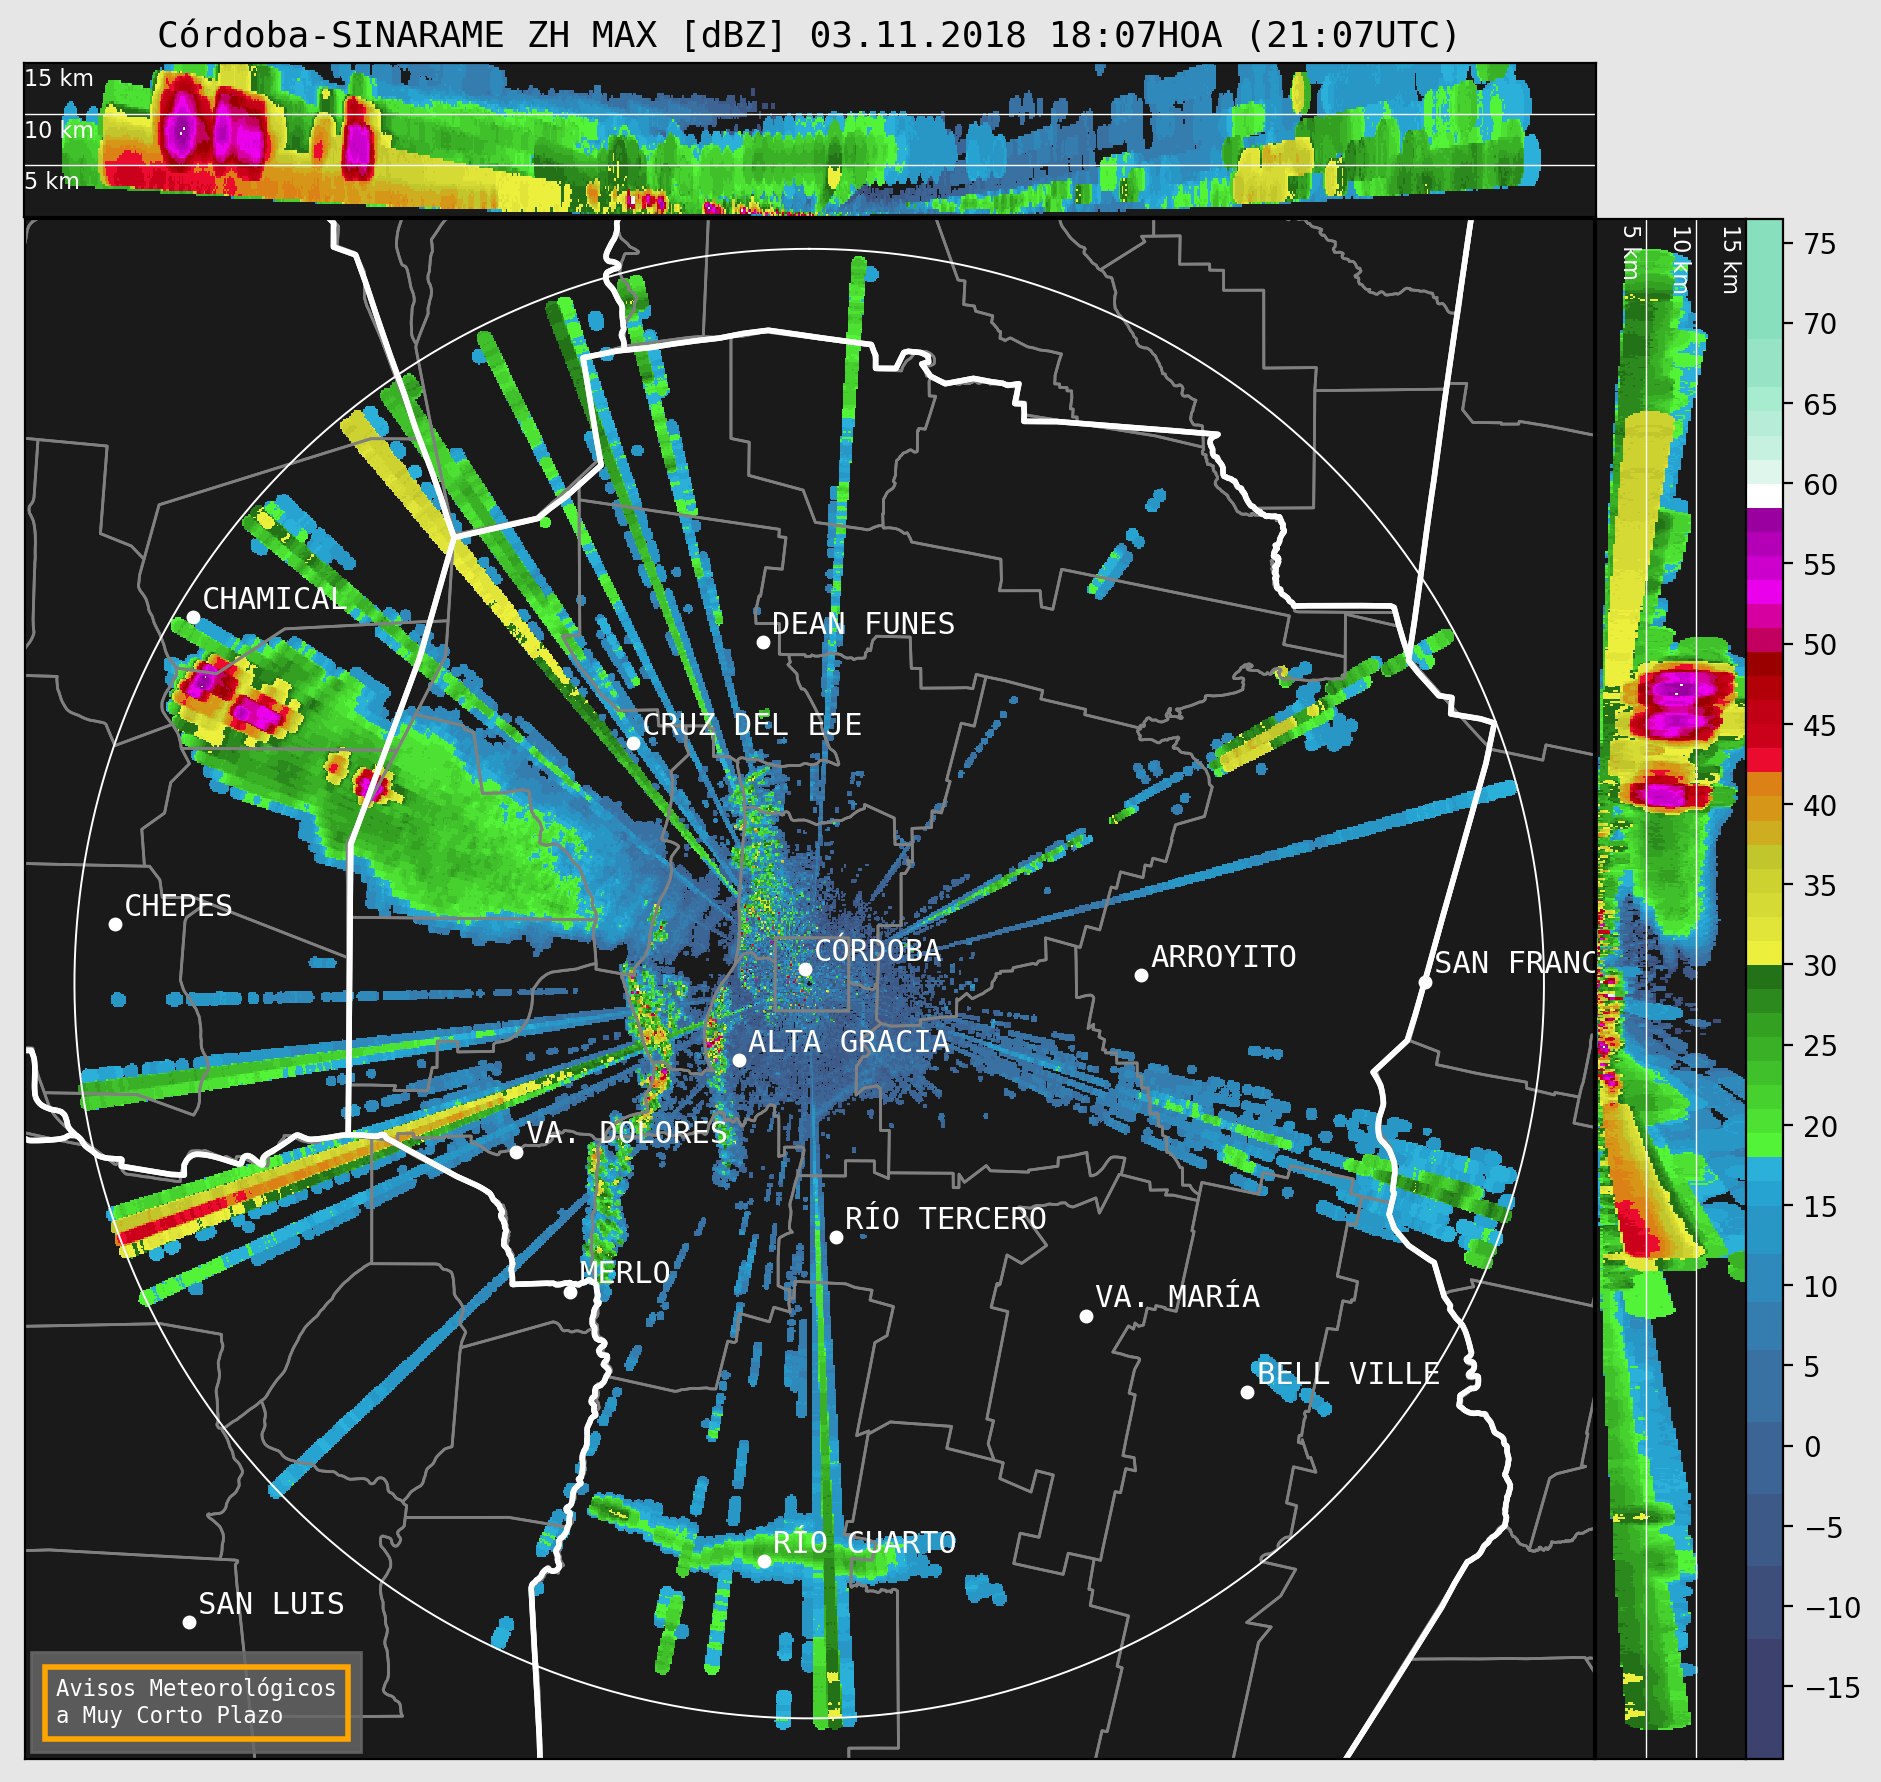 Córdoba-SINARAME ZH MAX [dBZ] 03.11.2018 18:07HOA (21:07UTC)
15 km
10 km
5 km
5 km
10 km
15 km
75
70
65
60
55
50
45
40
35
30
25
20
15
10
5
0
−5
−10
−15
CHAMICAL
DEAN FUNES
CRUZ DEL EJE
CHEPES
CÓRDOBA
ARROYITO
SAN FRANC
ALTA GRACIA
VA. DOLORES
RÍO TERCERO
MERLO
VA. MARÍA
BELL VILLE
RÍO CUARTO
SAN LUIS
Avisos Meteorológicos
a Muy Corto Plazo